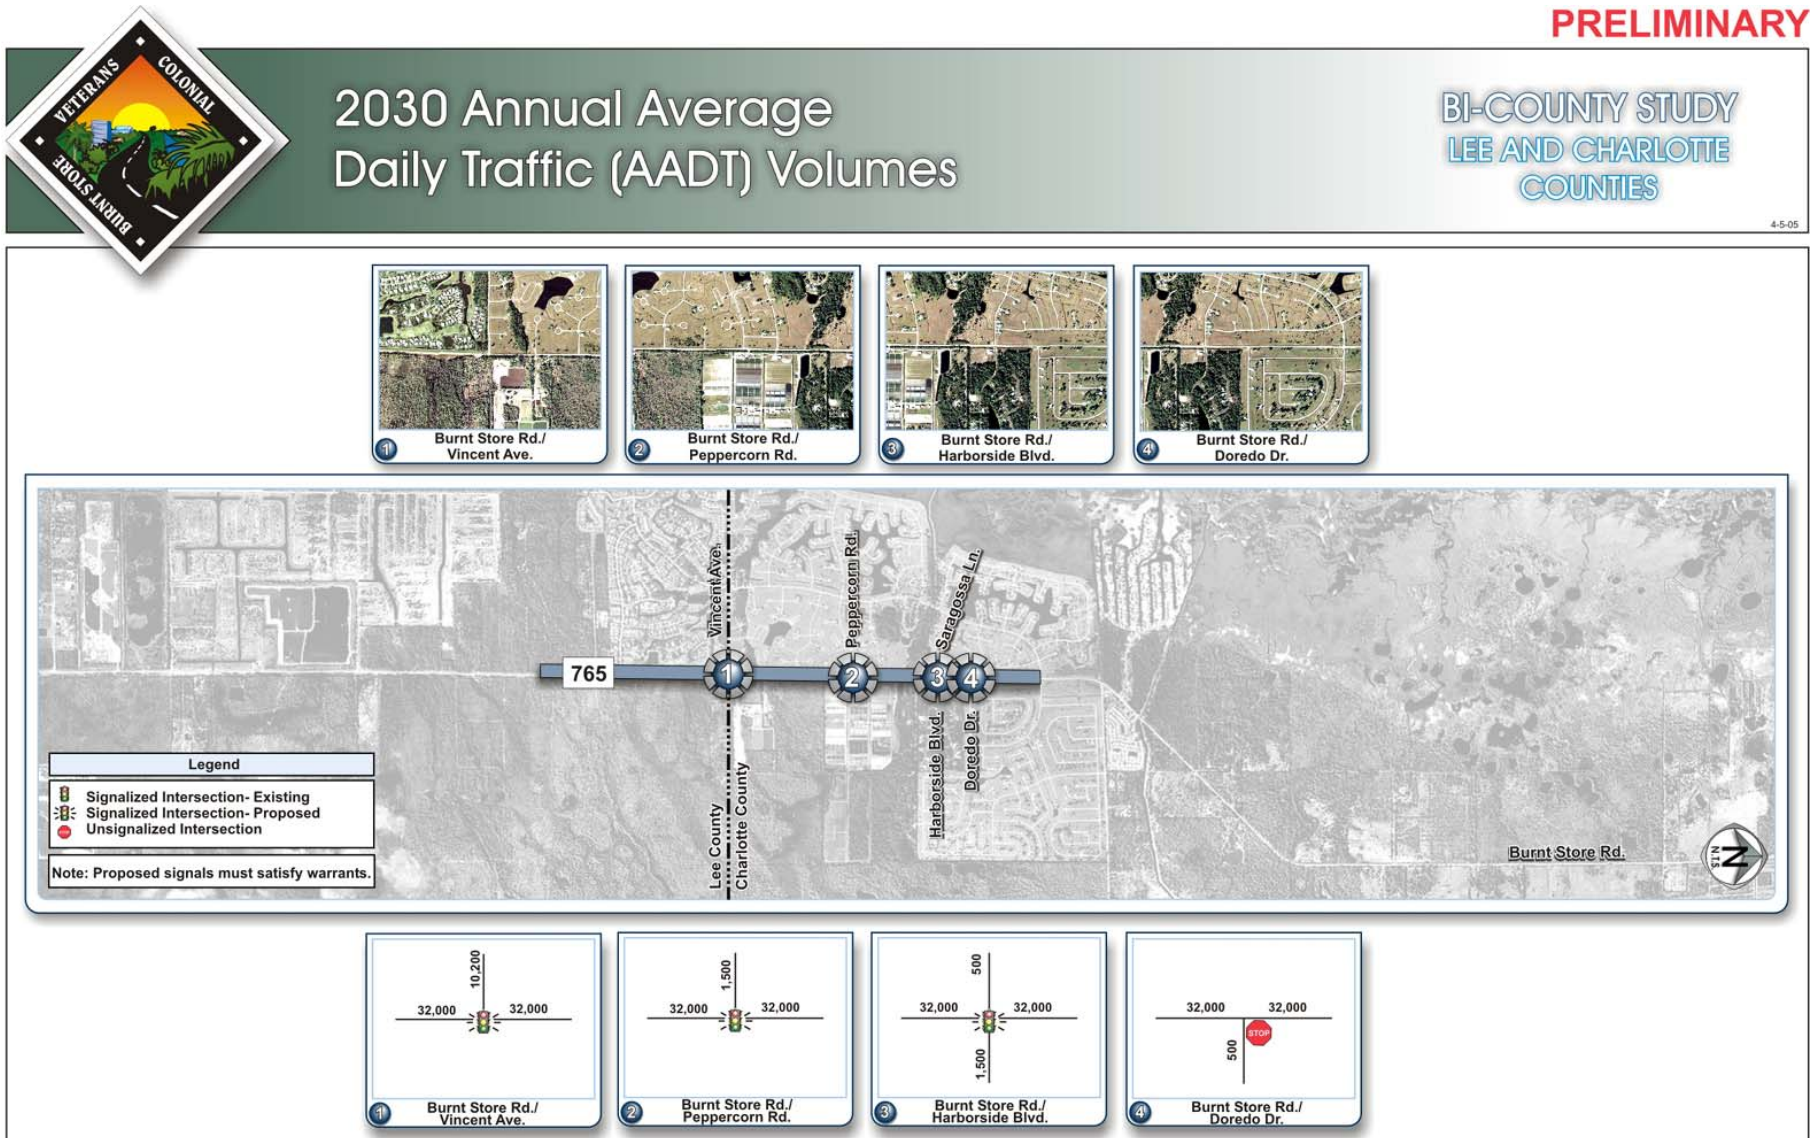 PRELIMINARY
VETERANS
COLONIAL
BURNT STORE
2030 Annual Average
Daily Traffic (AADT) Volumes
BI-COUNTY STUDY
LEE AND CHARLOTTE
COUNTIES
4-5-05
1
Burnt Store Rd./
Vincent Ave.
2
Burnt Store Rd./
Peppercorn Rd.
3
Burnt Store Rd./
Harborside Blvd.
4
Burnt Store Rd./
Doredo Dr.
Vincent Ave.
Peppercorn Rd.
Saragossa Ln.
765
1
2
3
4
Harborside Blvd.
Doredo Dr.
Lee County
Charlotte County
Burnt Store Rd.
N
N.T.S.
Legend
Signalized Intersection- Existing
Signalized Intersection- Proposed
STOP
Unsignalized Intersection
Note: Proposed signals must satisfy warrants.
10,200
32,000
32,000
1
Burnt Store Rd./
Vincent Ave.
1,500
32,000
32,000
2
Burnt Store Rd./
Peppercorn Rd.
500
32,000
32,000
1,500
3
Burnt Store Rd./
Harborside Blvd.
32,000
32,000
STOP
500
4
Burnt Store Rd./
Doredo Dr.